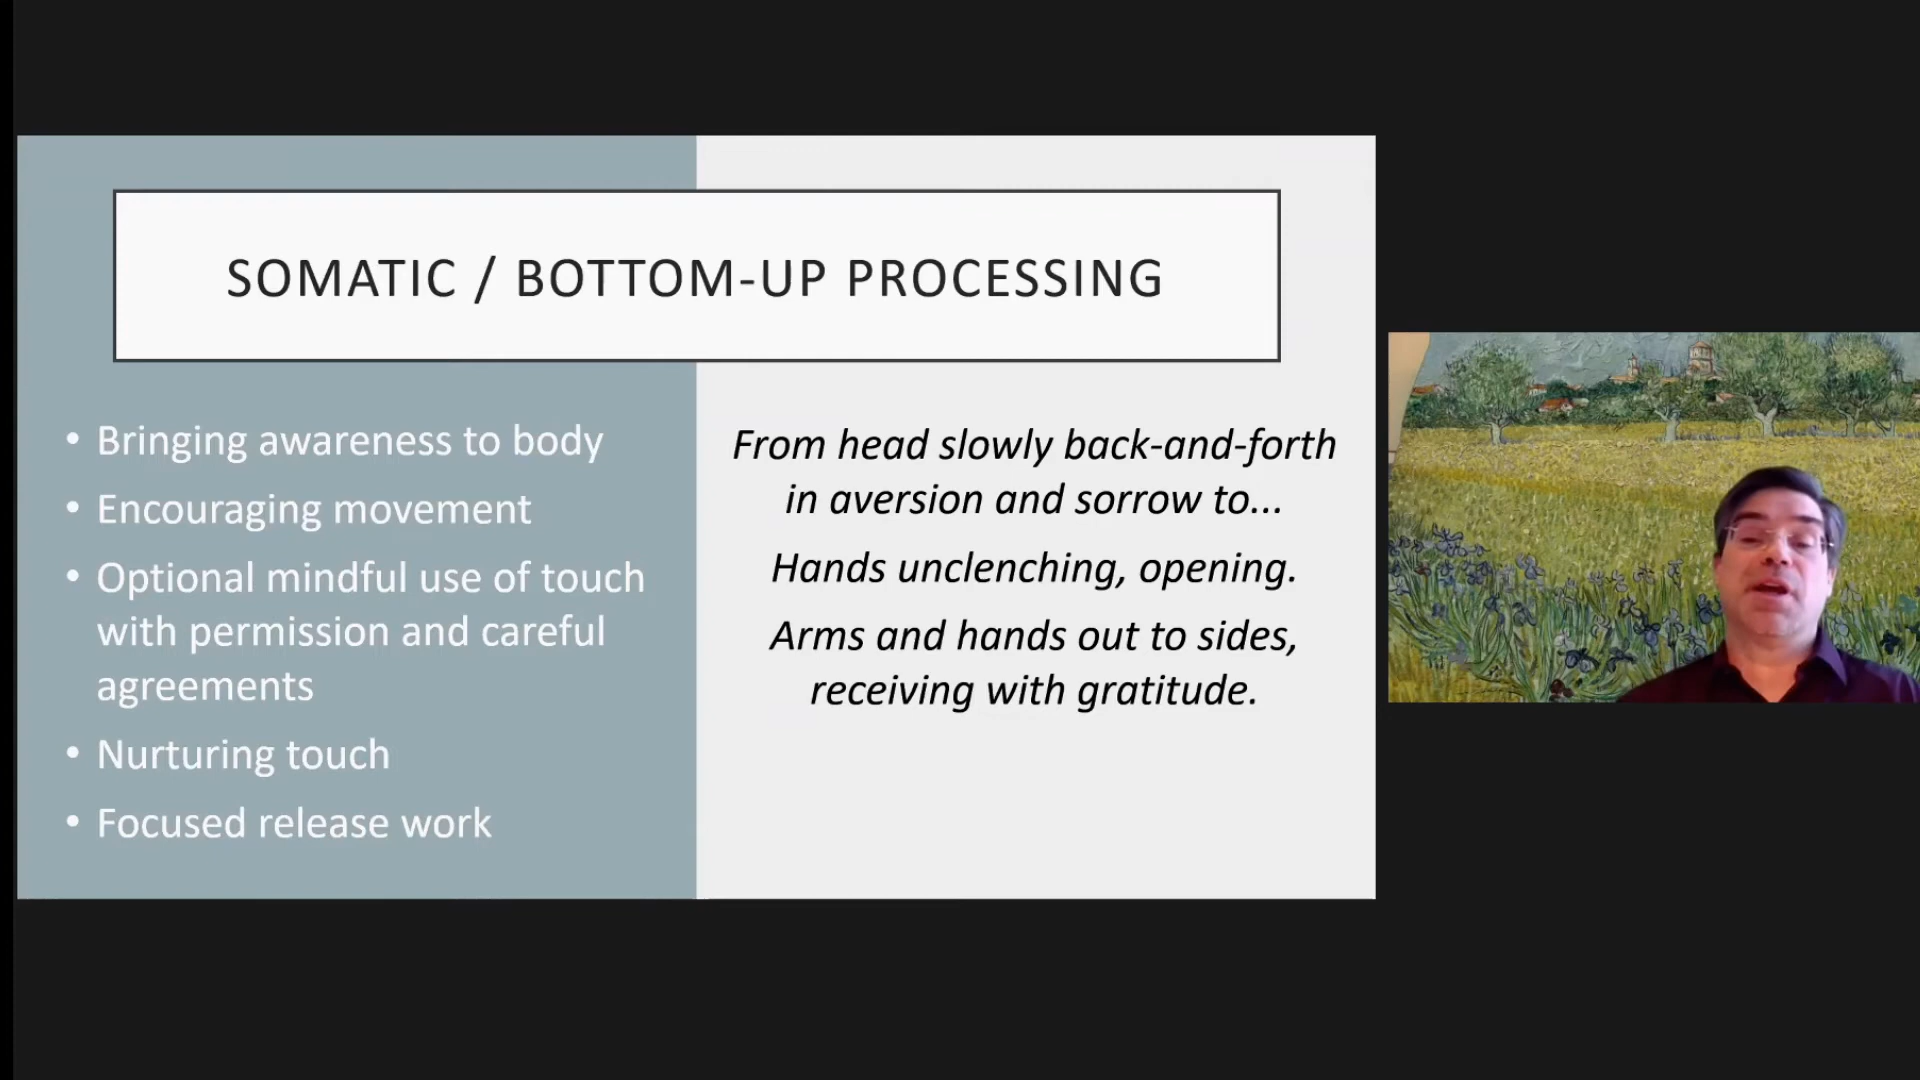 SOMATIC / BOTTOM-UP PROCESSING
• Bringing awareness to body
• Encouraging movement
• Optional mindful use of touch
with permission and careful
agreements
• Nurturing touch
• Focused release work
From head slowly back-and-forth
in aversion and sorrow to...
Hands unclenching, opening.
Arms and hands out to sides,
receiving with gratitude.